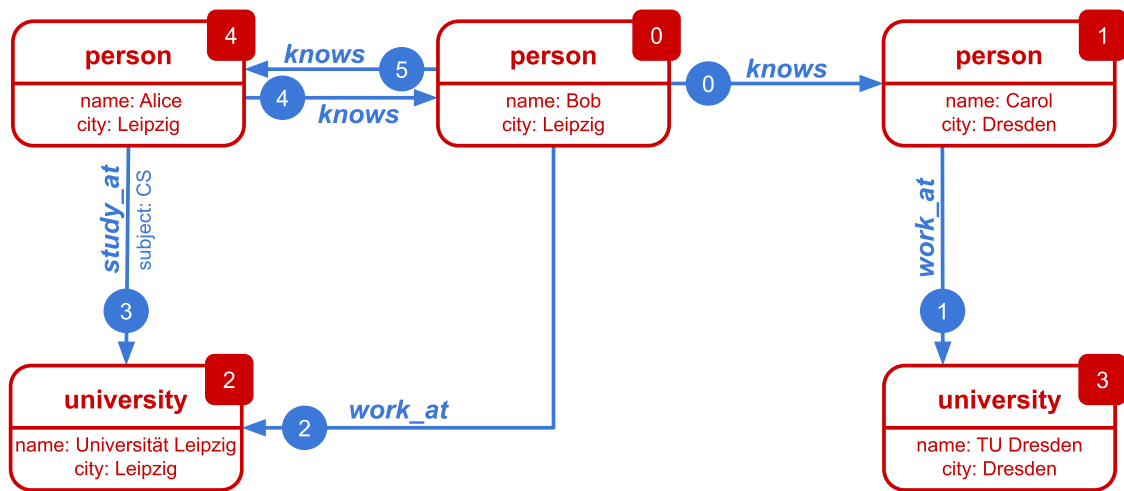 4
person
name: Alice
city: Leipzig
knows
5
4
knows
0
person
name: Bob
city: Leipzig
0
knows
1
person
name: Carol
city: Dresden
study_at
subject: CS
3
work_at
1
2
university
name: Universität Leipzig
city: Leipzig
2
work_at
3
university
name: TU Dresden
city: Dresden